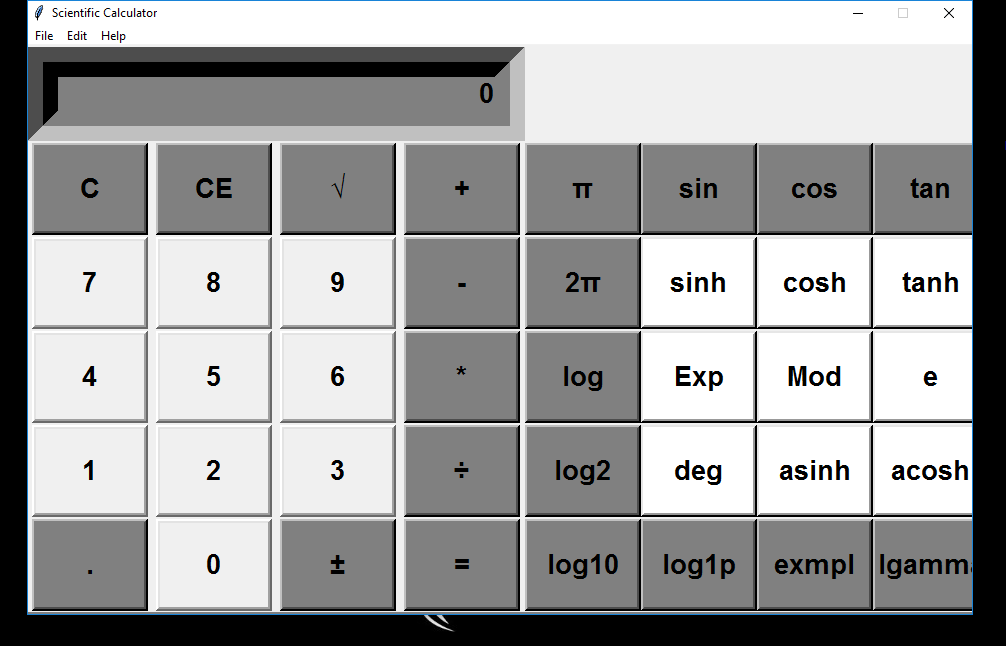 Scientific Calculator
File Edit Help
0
C CE √ + π sin cos tan
7 8 9 - 2π sinh cosh tanh
4 5 6 * log Exp Mod e
1 2 3 ÷ log2 deg asinh acosh
. 0 ± = log10 log1p exmpl lgamma